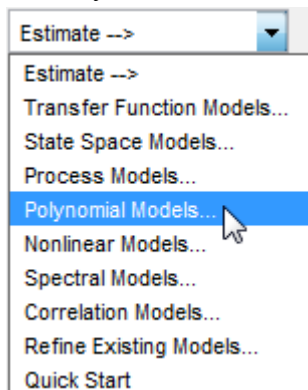 Estimate -->
Estimate -->
Transfer Function Models...
State Space Models...
Process Models...
Polynomial Models...
Nonlinear Models...
Spectral Models...
Correlation Models...
Refine Existing Models...
Quick Start